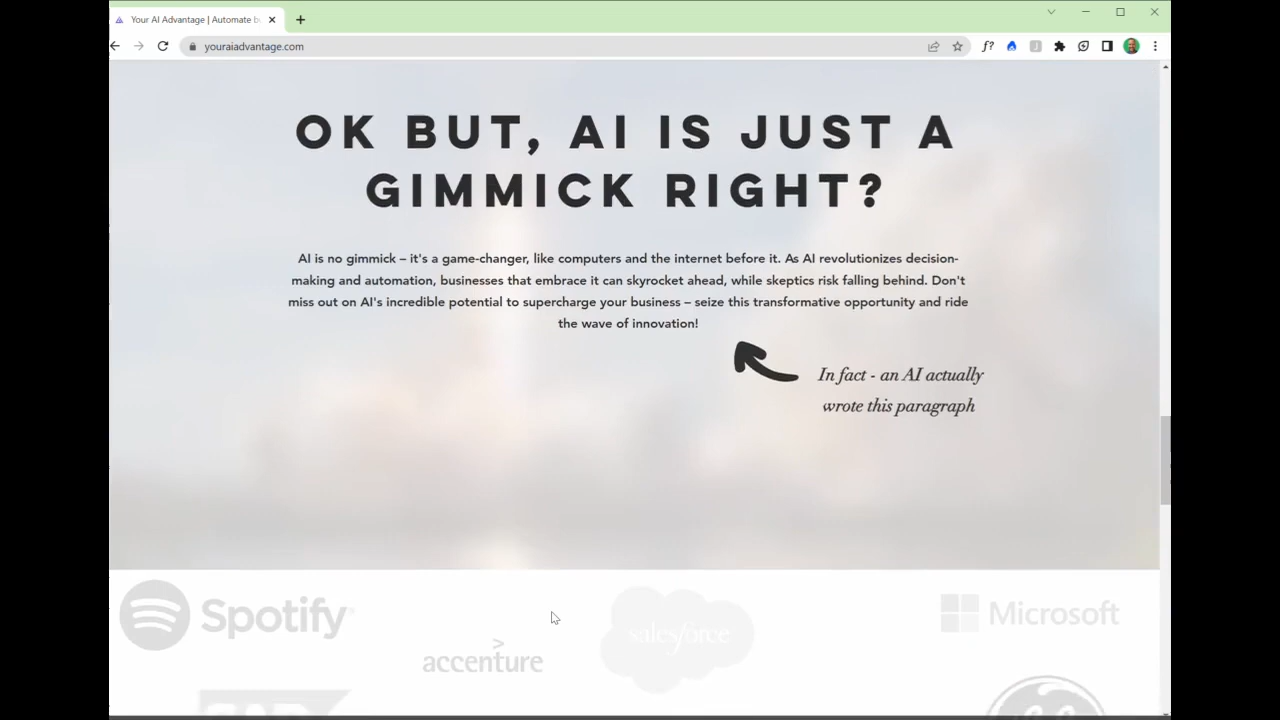 Your AI Advantage | Automate b
youraiadvantage.com
f?
OK BUT, AI IS JUST A
GIMMICK RIGHT?
AI is no gimmick – it's a game-changer, like computers and the internet before it. As AI revolutionizes decision-
making and automation, businesses that embrace it can skyrocket ahead, while skeptics risk falling behind. Don't
miss out on AI's incredible potential to supercharge your business – seize this transformative opportunity and ride
the wave of innovation!
In fact - an AI actually
wrote this paragraph
Spotify
accenture
salesforce
Microsoft